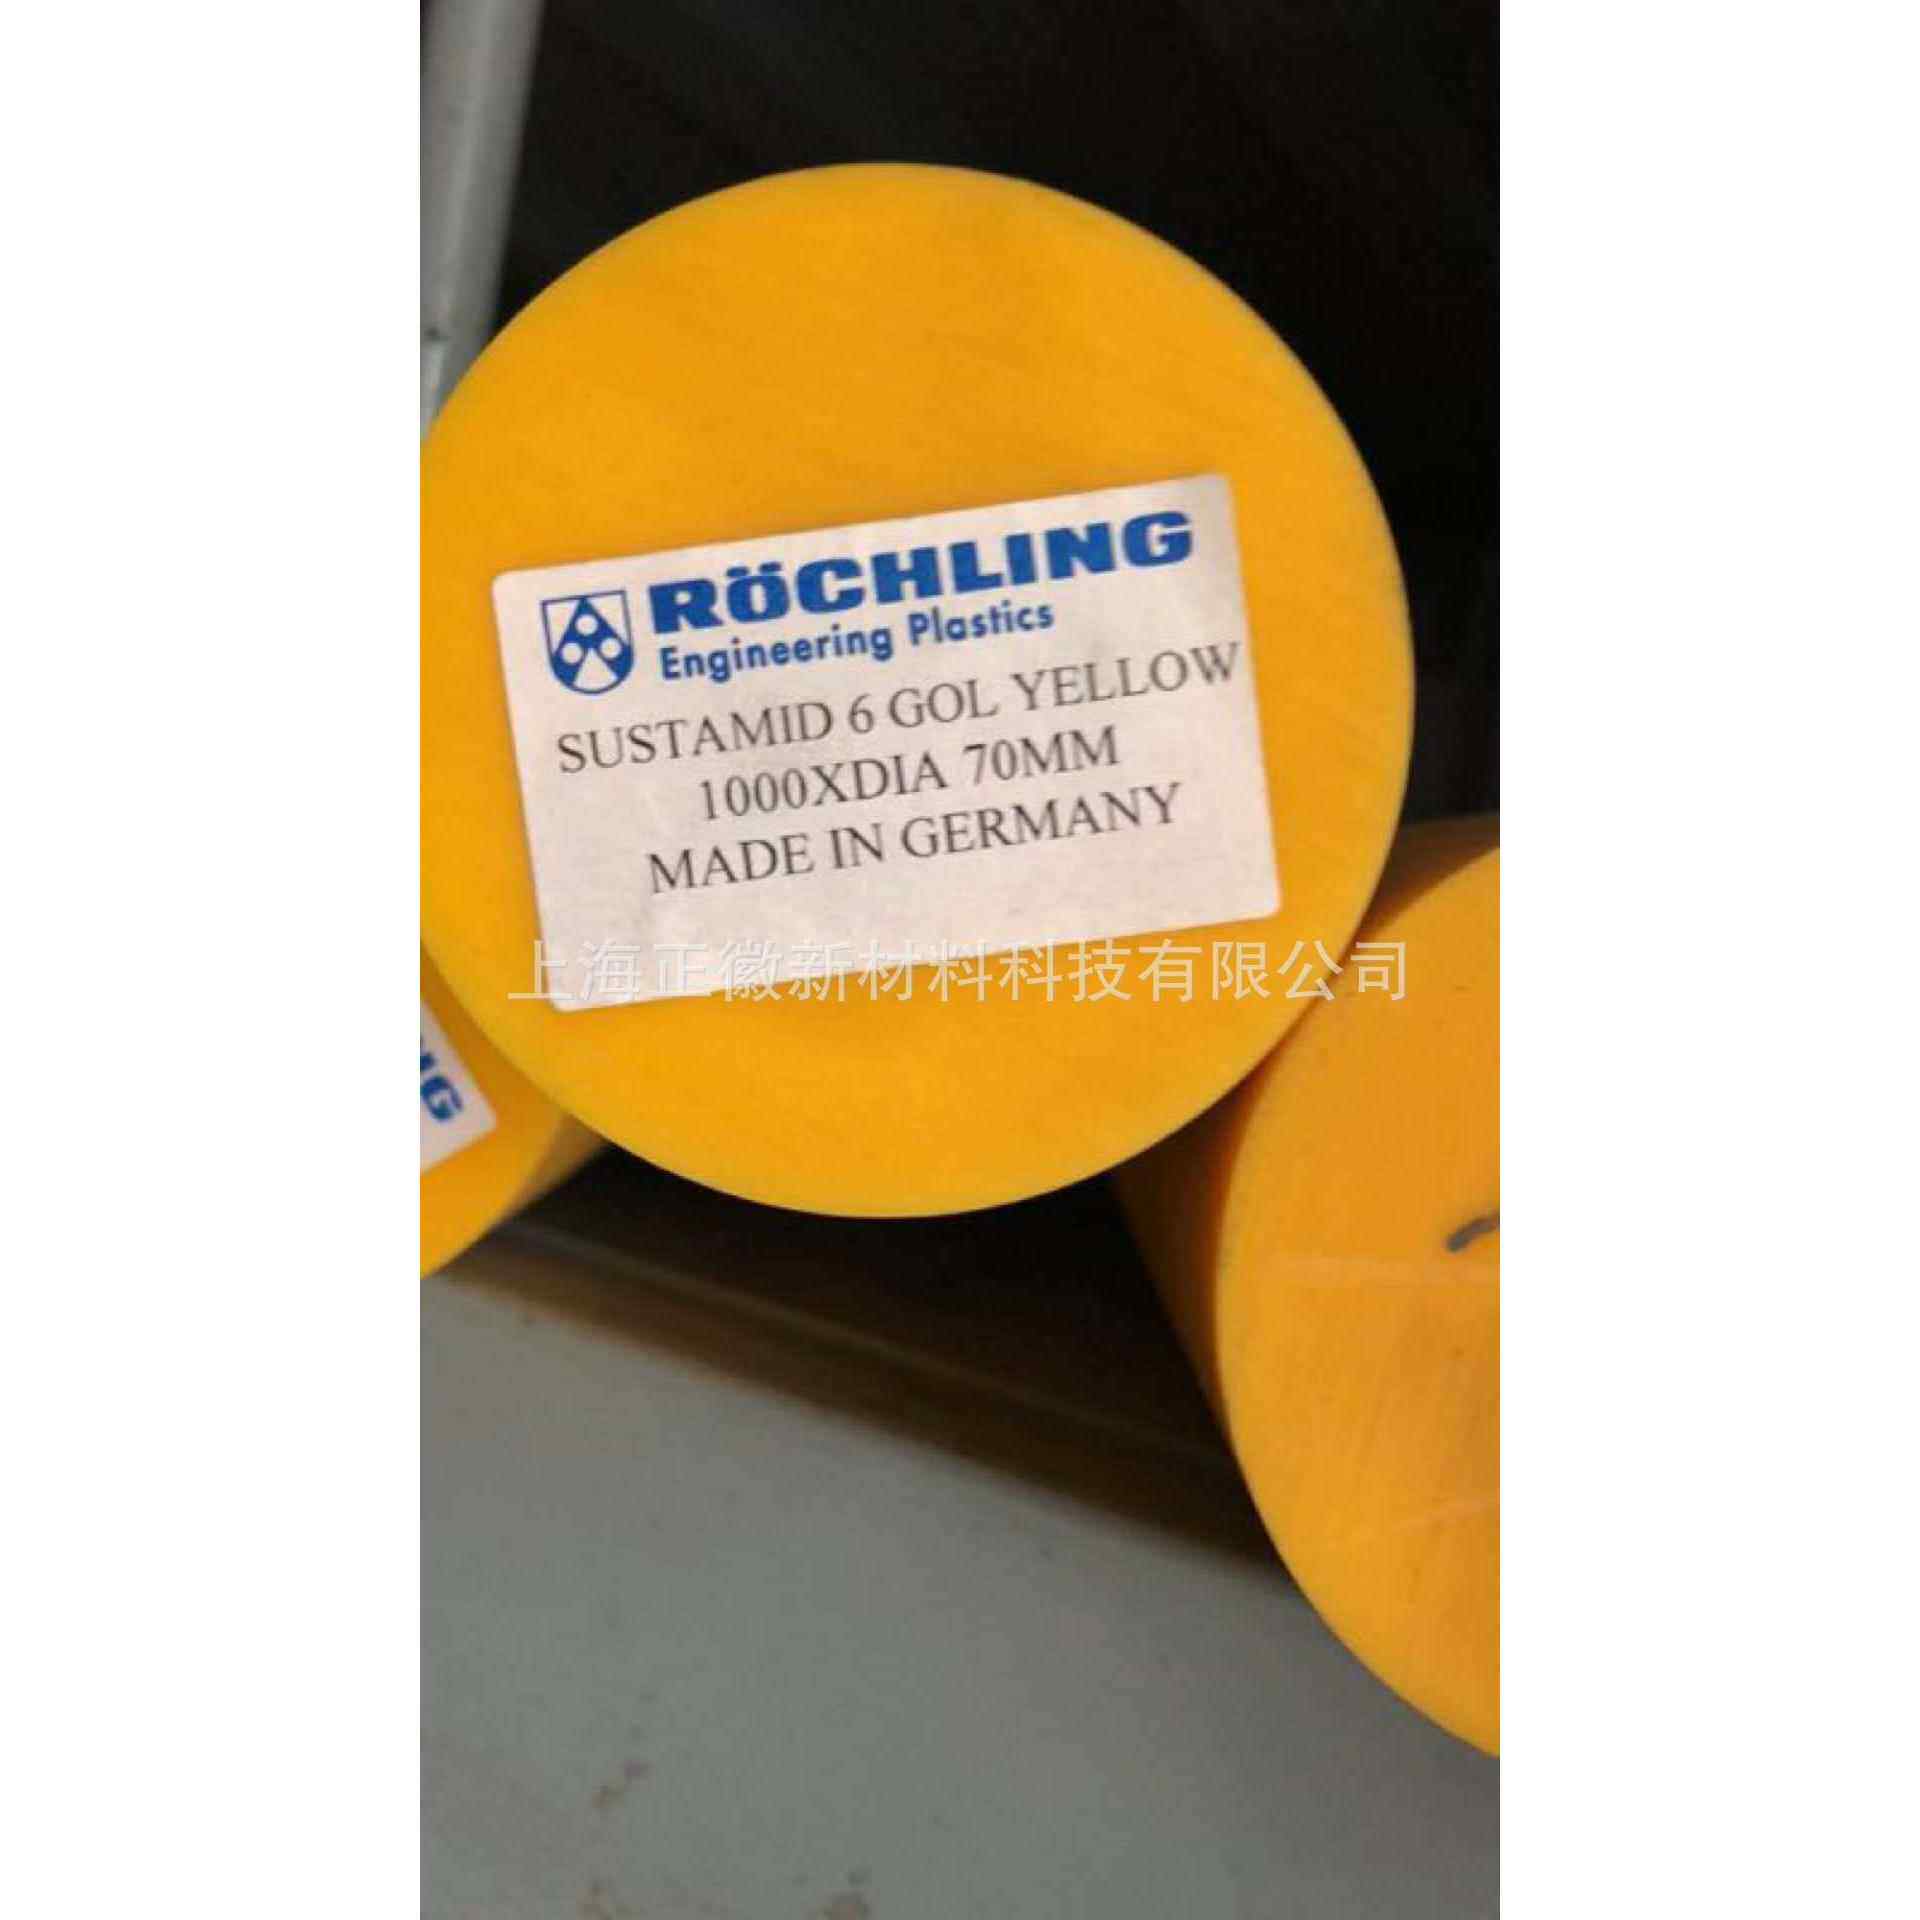 RÖCHLING
Engineering Plastics
SUSTAMID 6 GOL YELLOW
1000XDIA 70MM
MADE IN GERMANY
上海正徽新材料科技有限公司